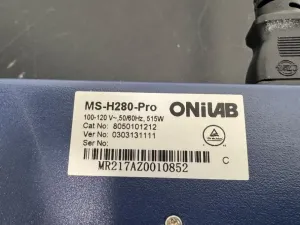 MS-H280-Pro
ONiLAB
100-120 V~,50/60Hz, 515W
Cat No: 8050101212
Ver No: 0303131111
Ser No:
MR217AZ0010852
C